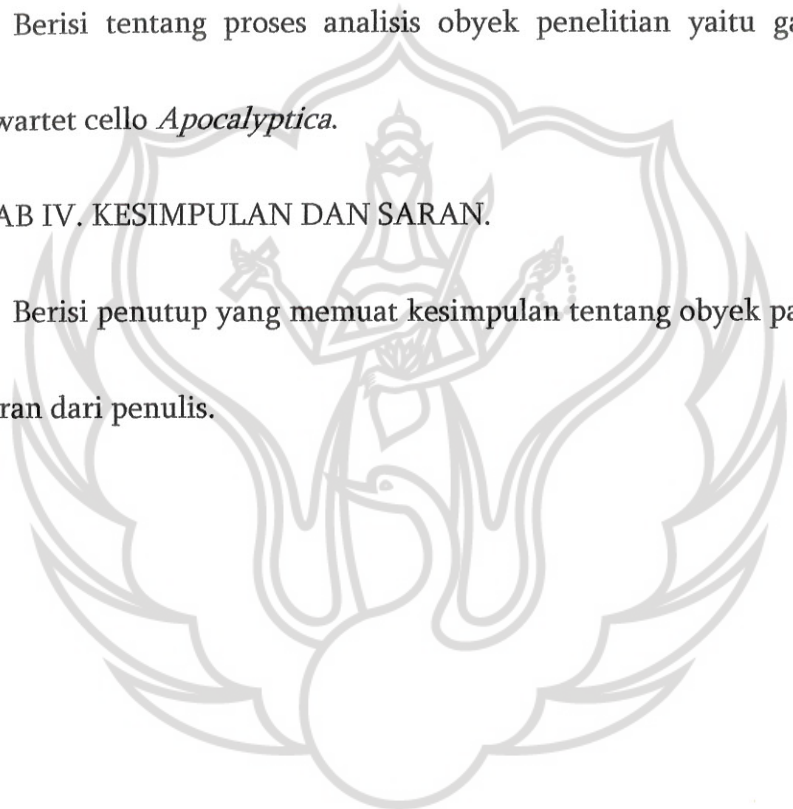 Berisi tentang proses analisis obyek penelitian yaitu ga
wartet cello Apocalyptica.
AB IV. KESIMPULAN DAN SARAN.
Berisi penutup yang memuat kesimpulan tentang obyek pa
ran dari penulis.